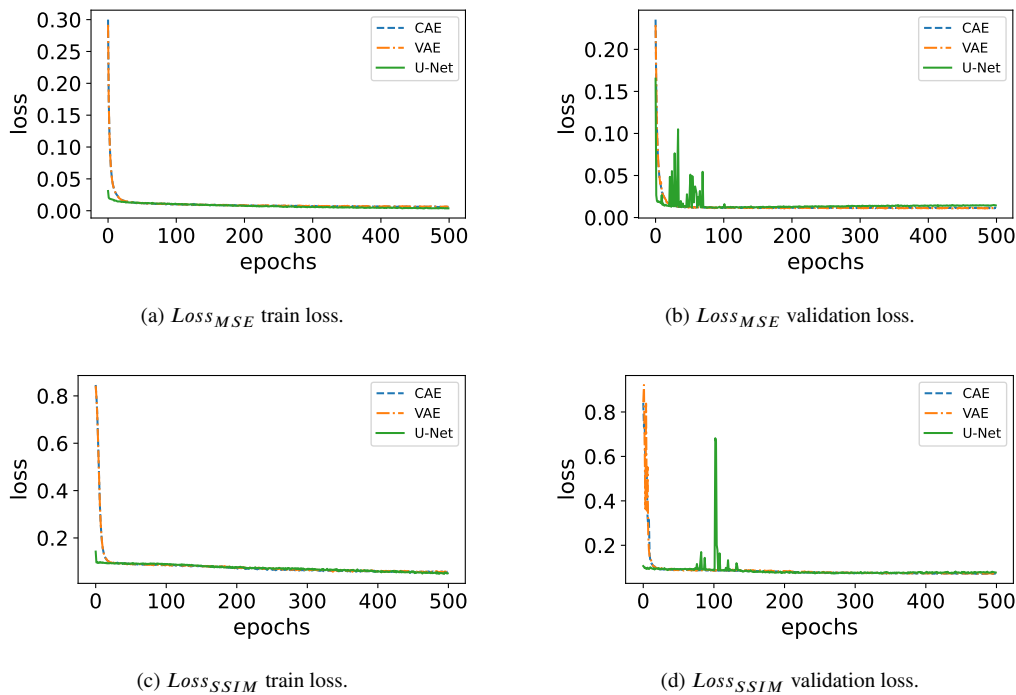 0.30
0.25
0.20
0.15
0.10
0.05
0.00
loss
CAE
VAE
U-Net
0 100 200 300 400 500
epochs
(a) Loss_MSE train loss.
0.20
0.15
0.10
0.05
0.00
loss
CAE
VAE
U-Net
0 100 200 300 400 500
epochs
(b) Loss_MSE validation loss.
0.8
0.6
0.4
0.2
loss
CAE
VAE
U-Net
0 100 200 300 400 500
epochs
(c) Loss_SSIM train loss.
0.8
0.6
0.4
0.2
loss
CAE
VAE
U-Net
0 100 200 300 400 500
epochs
(d) Loss_SSIM validation loss.